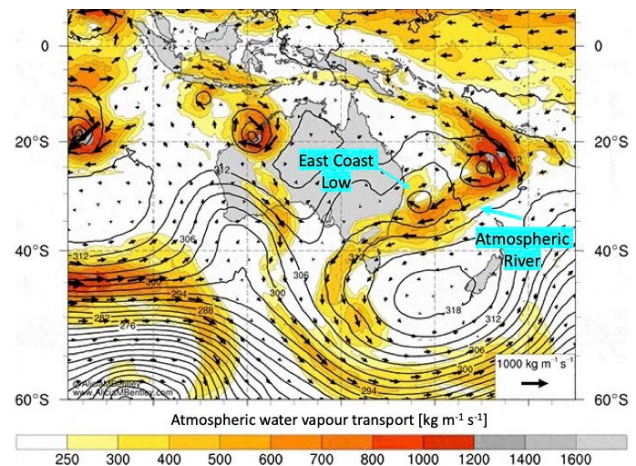 0
0
20°S
20°S
40°S
40°S
60°S
60°S
East Coast
Low
Atmospheric
River
312
306
312
306
300
300
294
288
282
276
318
312
306
300
294
312
1000 kg m⁻¹ s⁻¹
©AliciaMBentley
www.AliciaMBentley.com
Atmospheric water vapour transport [kg m⁻¹ s⁻¹]
250 300 400 500 600 700 800 1000 1200 1400 1600